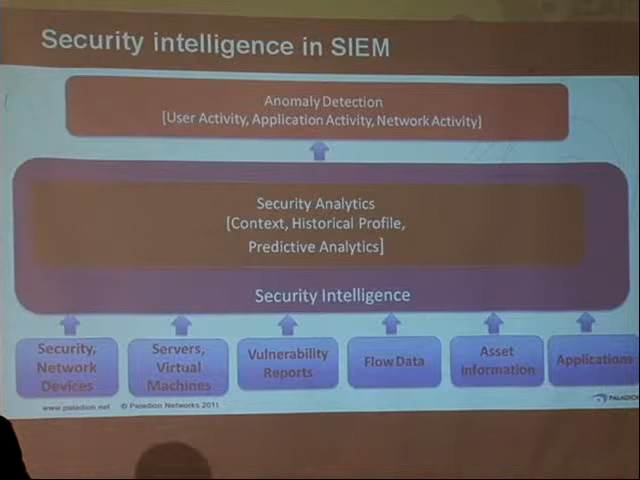 Security intelligence in SIEM
Anomaly Detection
[User Activity, Application Activity, Network Activity]
Security Analytics
[Context, Historical Profile,
Predictive Analytics]
Security Intelligence
Security,
Network
Devices
Servers,
Virtual
Machines
Vulnerability
Reports
Flow Data
Asset
Information
Applications
www.paladion.net © Paladion Networks 2011
PALADION